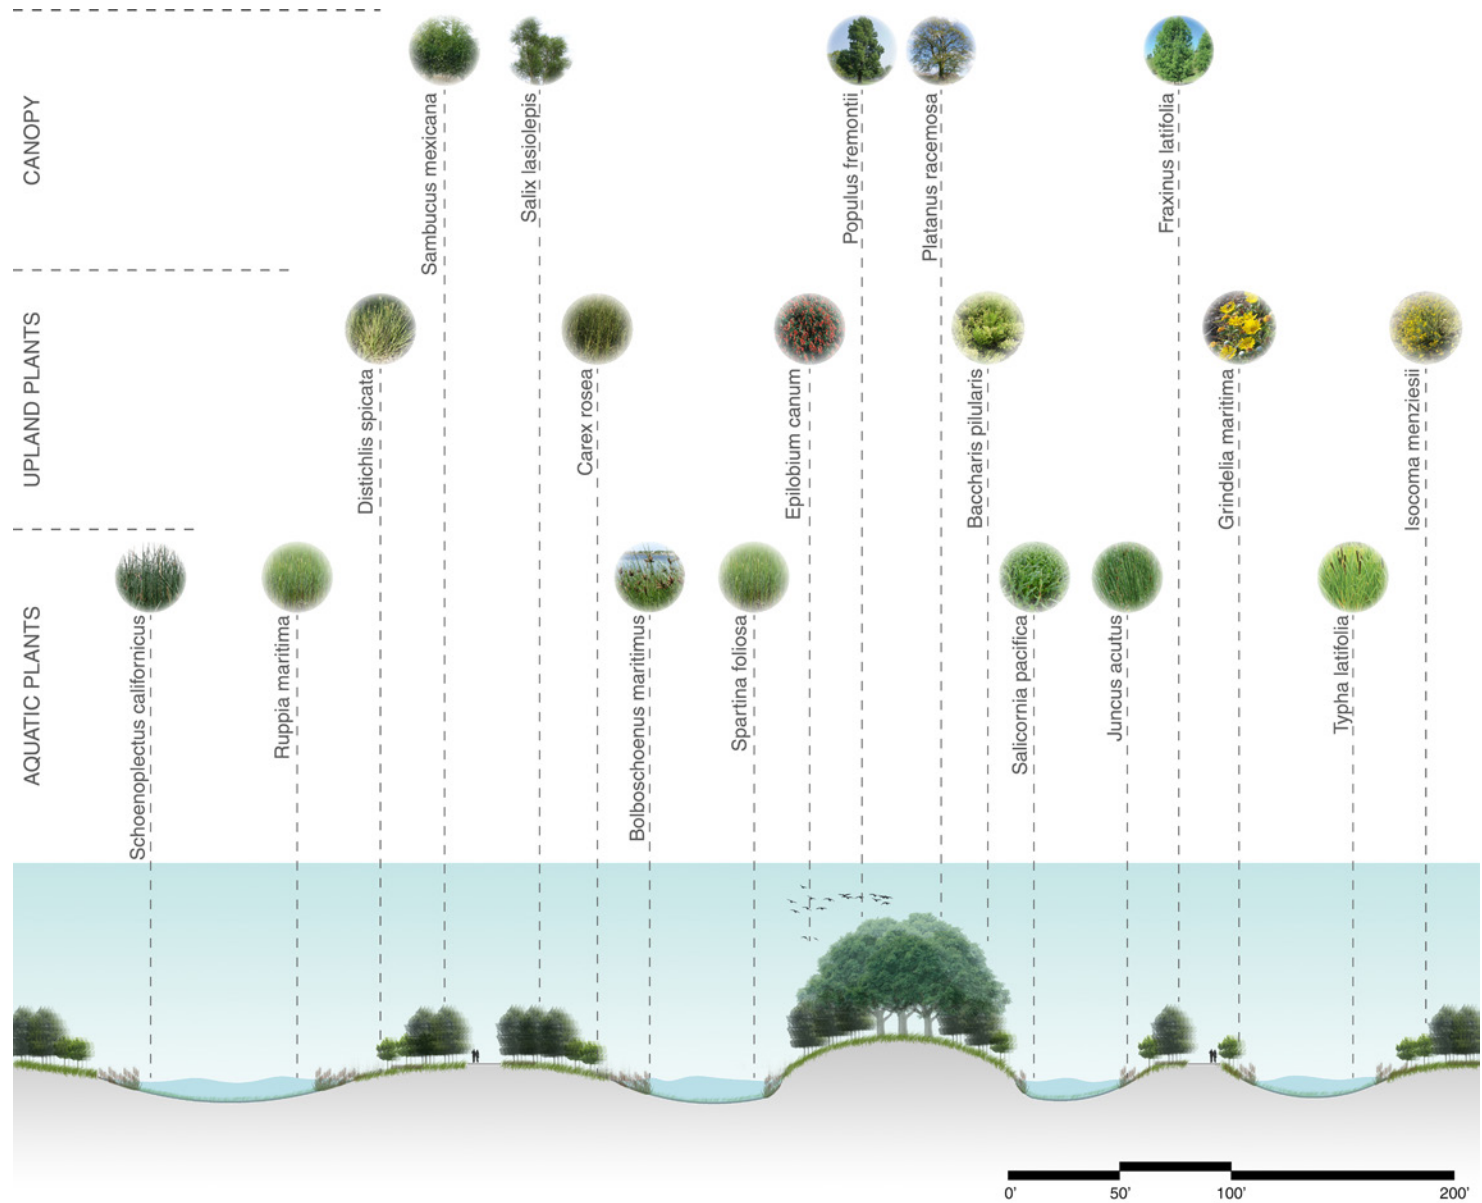 CANOPY
Sambucus mexicana
Salix lasiolepis
Populus fremontii
Platanus racemosa
Fraxinus latifolia
UPLAND PLANTS
Distichlis spicata
Carex rosea
Epilobium canum
Baccharis pilularis
Grindelia maritima
Isocoma menziesii
AQUATIC PLANTS
Schoenoplectus californicus
Ruppia maritima
Bolboschoenus maritimus
Spartina foliosa
Salicornia pacifica
Juncus acutus
Typha latifolia
0' 50' 100' 200'